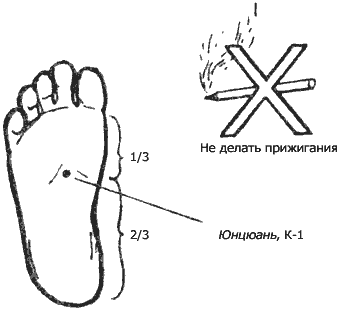 Не делать прижигания
1/3
2/3
Юнцюань, К-1